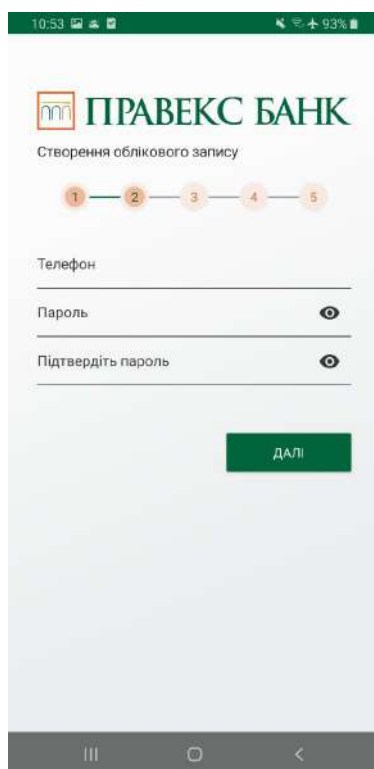 10:53 93%
ПРАВЕКС БАНК
Створення облікового запису
1 2 3 4 5
Телефон
Пароль
Підтвердіть пароль
ДАЛІ